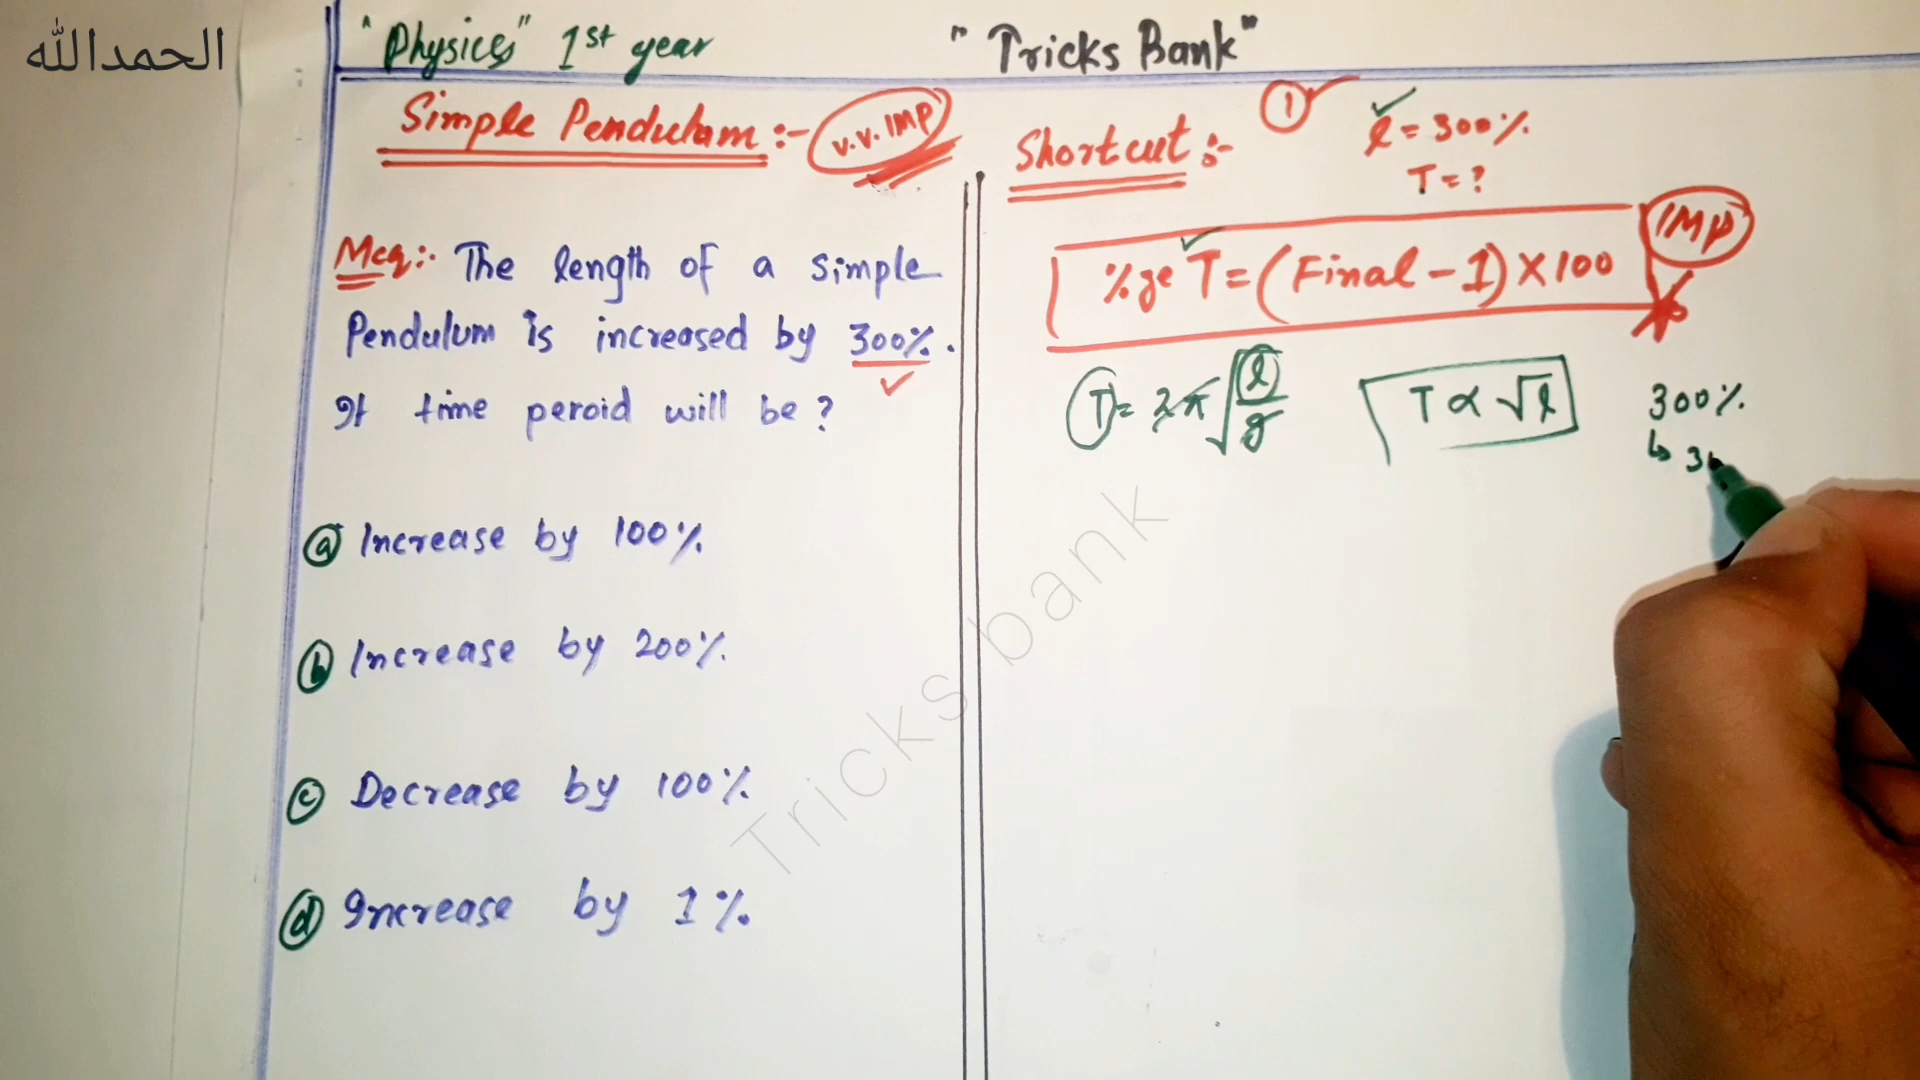 الحمدالله
"Physics" 1st year
"Tricks Bank"
Simple Pendulam :-
v.v. IMP
Mcq:- The length of a simple
Pendulum is increased by 300%.
It time peroid will be?
a Increase by 100%
b Increase by 200%.
c Decrease by 100%
d Increase by 1%
Shortcut :-
1
l = 300%
T = ?
%ge T = (Final - 1) × 100
IMP
T = 2π √l/g
T ∝ √l
300%
↳ 3
Tricks bank